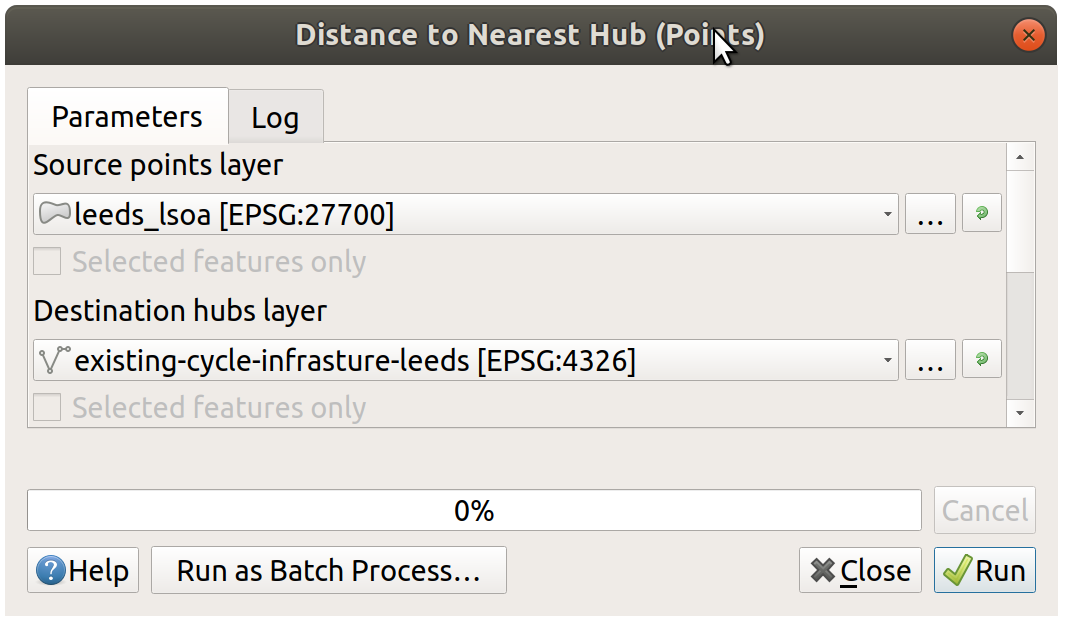 Distance to Nearest Hub (Points)
Parameters
Log
Source points layer
leeds_lsoa [EPSG:27700]
...
Selected features only
Destination hubs layer
existing-cycle-infrasture-leeds [EPSG:4326]
...
Selected features only
0%
Cancel
Help
Run as Batch Process...
Close
Run